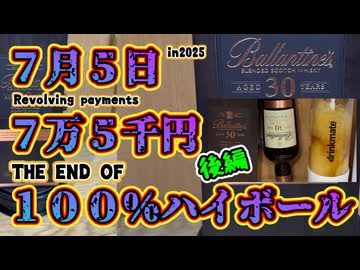 ７月５日 in2025
Revolving payments
７万５千円
THE END OF 後編
１００％ハイボール
Ballantine's
BLENDED SCOTCH WHISKY
AGED 30 YEARS
Ballantine's
30
30
drinkmate